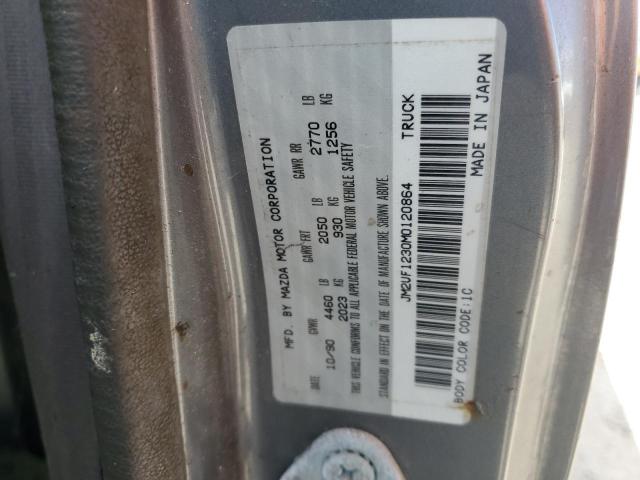 MFD. BY MAZDA MOTOR CORPORATION
GVWR GAWR FRT GAWR RR
DATE 4460 LB 2050 LB 2770 LB
10/90 2023 KG 930 KG 1256 KG
THIS VEHICLE CONFORMS TO ALL APPLICABLE FEDERAL MOTOR VEHICLE SAFETY
STANDARD IN EFFECT ON THE DATE OF MANUFACTURE SHOWN ABOVE.
JM2UF1230M0120864 TRUCK
BODY COLOR CODE:1C MADE IN JAPAN